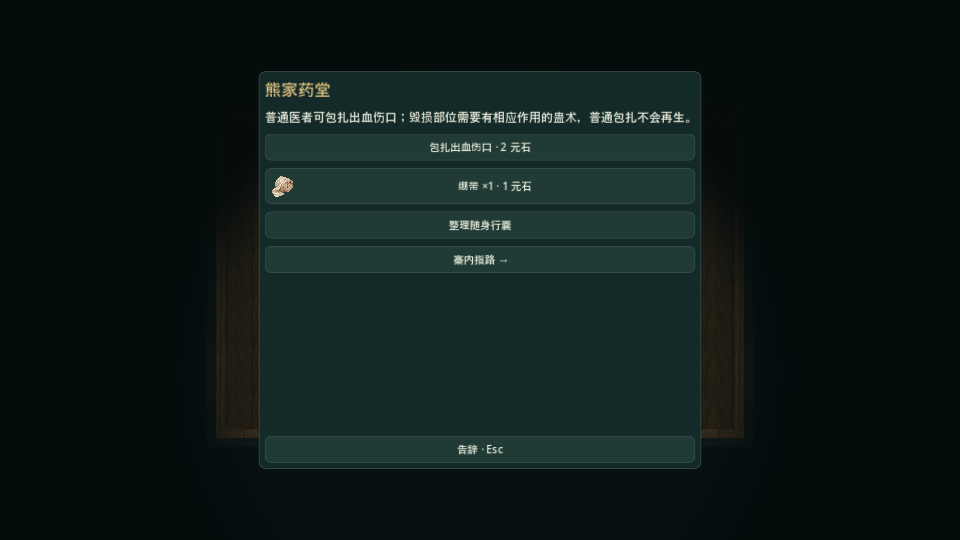 熊家药堂
普通医者可包扎出血伤口；毁损部位需要有相应作用的蛊术，普通包扎不会再生。
包扎出血伤口 · 2 元石
绷带 ×1 · 1 元石
整理随身行囊
寨内指路 →
告辞 · Esc